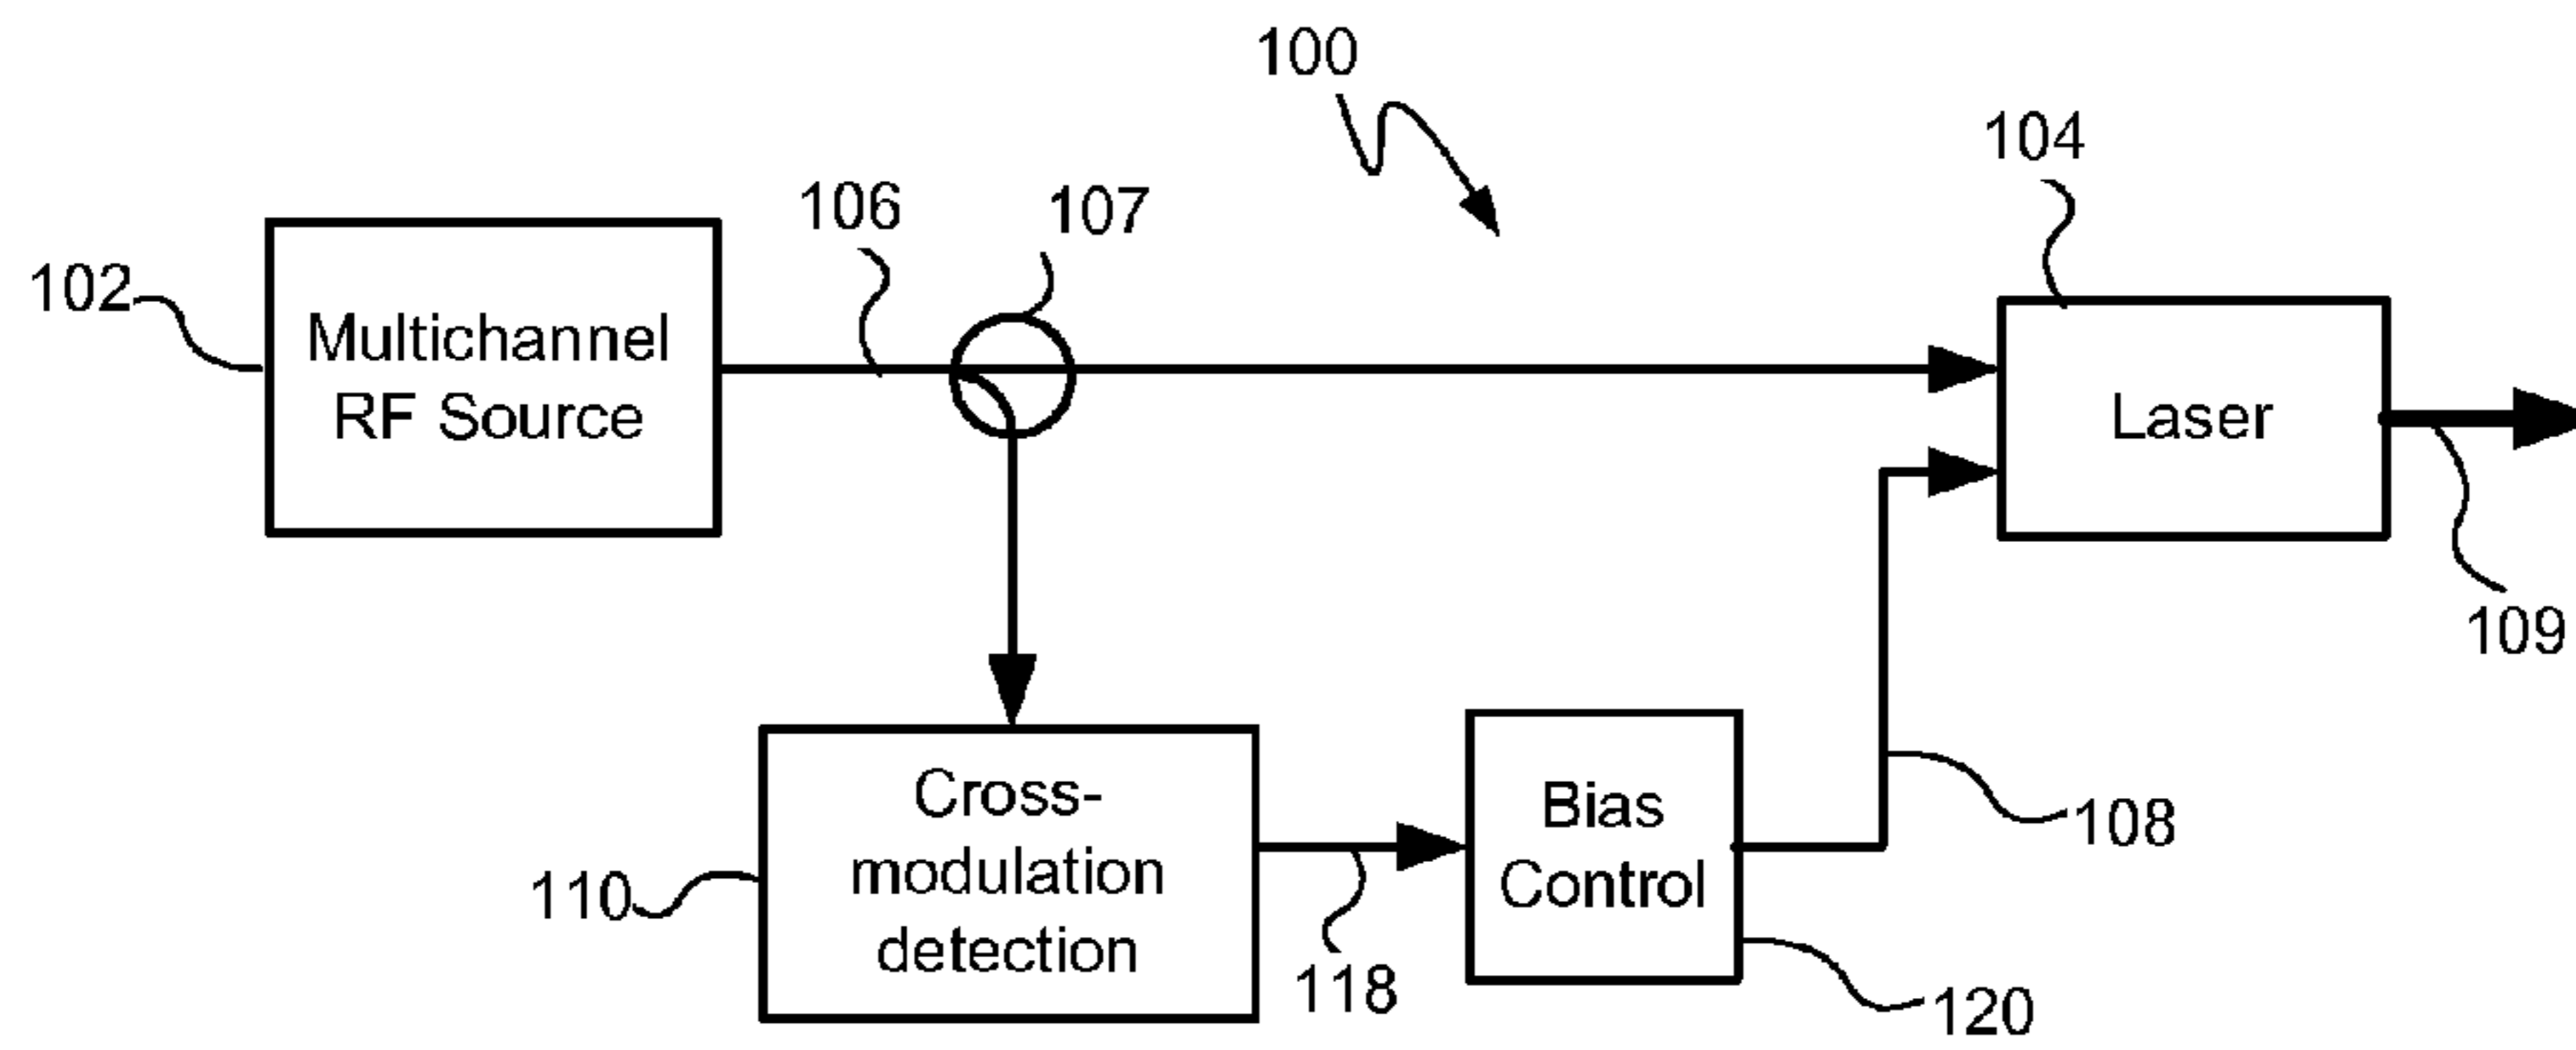 100
104
106
107
102
Multichannel
RF Source
Laser
109
Cross-
modulation
detection
Bias
Control
108
110
118
120